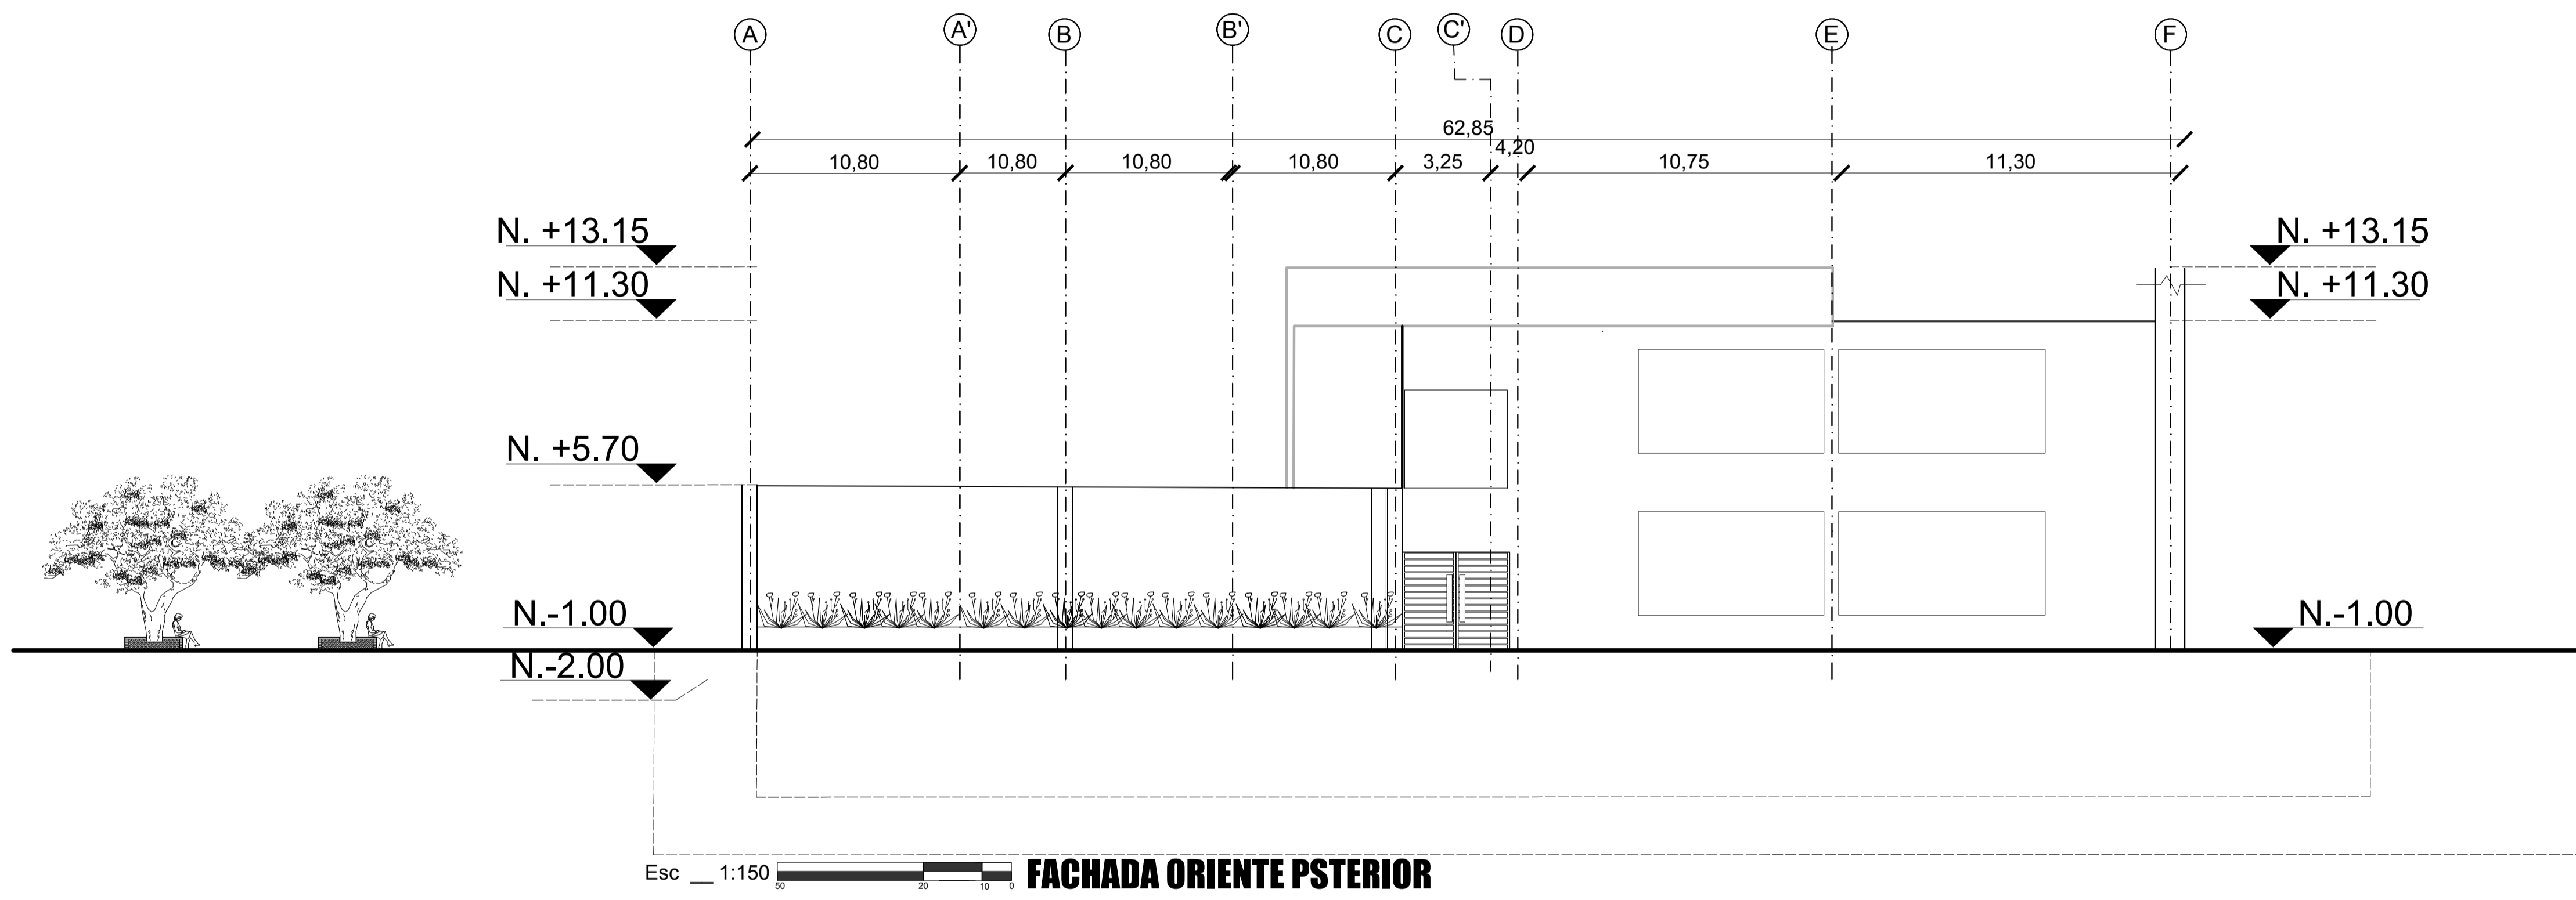 A A' B B' C C' D E F
62,85
10,80 10,80 10,80 10,80 3,25 4,20 10,75 11,30
N. +13.15 N. +13.15
N. +11.30 N. +11.30
N. +5.70
N.-1.00 N.-1.00
N.-2.00
Esc __ 1:150 50 20 10 0 FACHADA ORIENTE PSTERIOR